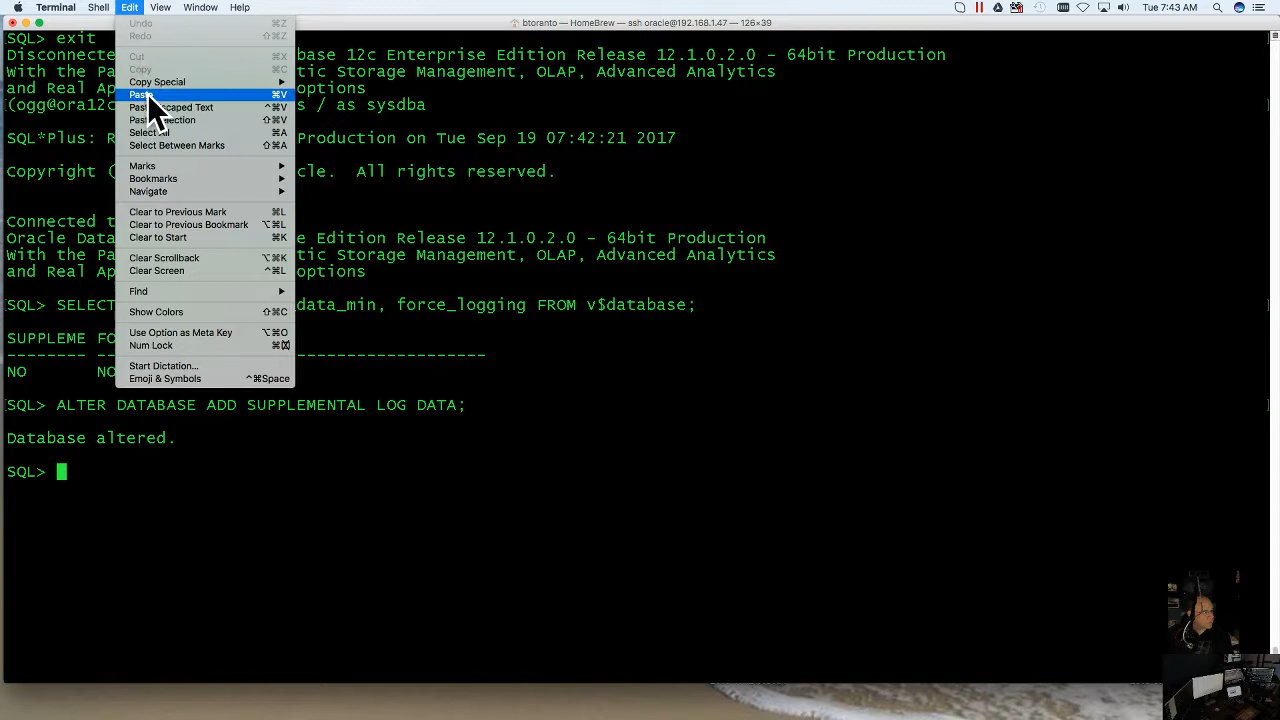 Terminal Shell Edit View Window Help Tue 7:43 AM
btoranto — HomeBrew — ssh oracle@192.168.1.47 — 126×39
Undo ⌘Z
Redo ⇧⌘Z
Cut ⌘X
Copy ⌘C
Copy Special ▶
Paste ⌘V
Paste Escaped Text ^⌘V
Paste Selection ⇧⌘V
Select All ⌘A
Select Between Marks ⇧⌘A
Marks ▶
Bookmarks ▶
Navigate ▶
Clear to Previous Mark ⌘L
Clear to Previous Bookmark ⌥⌘L
Clear to Start ⌘K
Clear Scrollback ⌥⌘K
Clear Screen ^⌘L
Find ▶
Show Colors ⇧⌘C
Use Option as Meta Key ⌥⌘O
Num Lock
Start Dictation...
Emoji & Symbols ^⌘Space
SQL> exit
Disconnecte base 12c Enterprise Edition Release 12.1.0.2.0 - 64bit Production
With the Pa tic Storage Management, OLAP, Advanced Analytics
and Real Ap options
(ogg@ora12c s / as sysdba
SQL*Plus: R Production on Tue Sep 19 07:42:21 2017
Copyright ( cle. All rights reserved.
Connected t
Oracle Data e Edition Release 12.1.0.2.0 - 64bit Production
With the Pa tic Storage Management, OLAP, Advanced Analytics
and Real Ap options
SQL> SELECT data_min, force_logging FROM v$database;
SUPPLEME FO
-------- -- -------------------------
NO NO
SQL> ALTER DATABASE ADD SUPPLEMENTAL LOG DATA;
Database altered.
SQL>